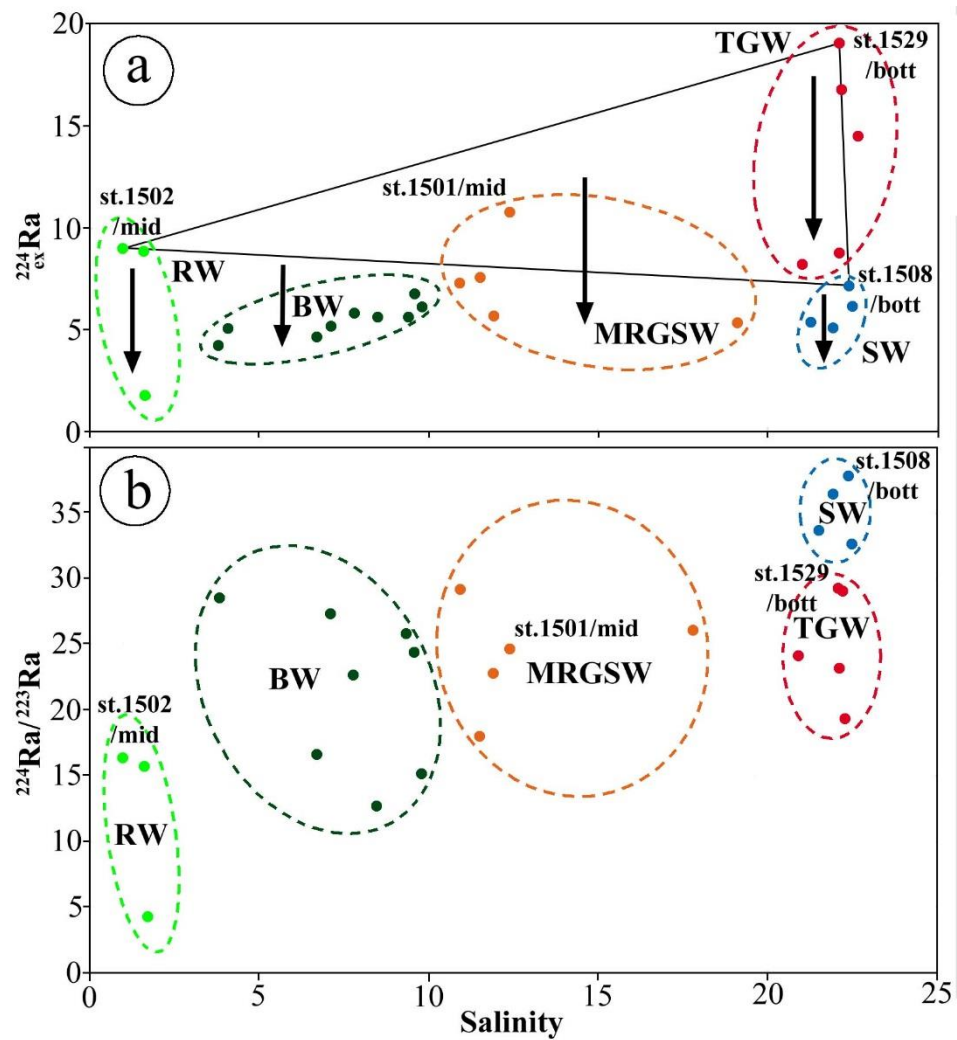 a
20
15
10
5
0
²²⁴exRa
st.1502
/mid
RW
BW
st.1501/mid
MRGSW
TGW
st.1529
/bott
st.1508
/bott
SW
b
35
30
25
20
15
10
5
0
²²⁴Ra/²²³Ra
st.1502
/mid
RW
BW
st.1501/mid
MRGSW
st.1508
/bott
SW
st.1529
/bott
TGW
0 5 10 15 20 25
Salinity